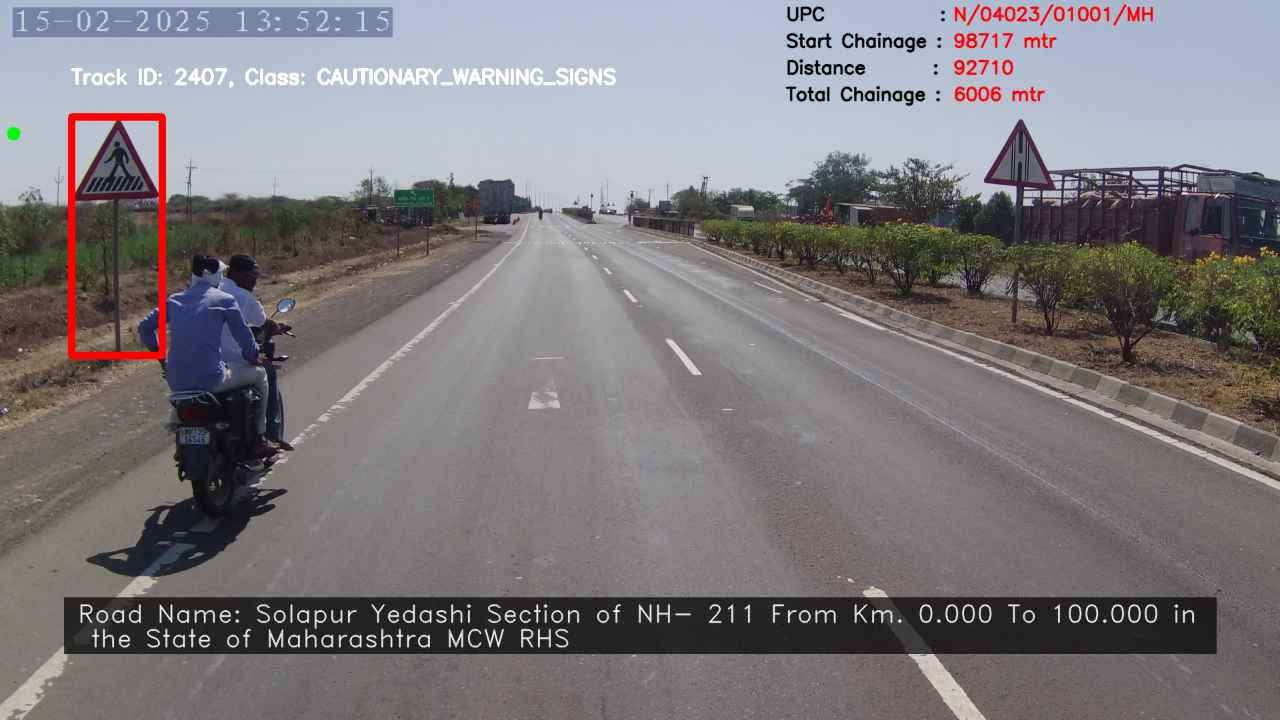 15-02-2025 13:52:15
UPC : N/04023/01001/MH
Start Chainage : 98717 mtr
Distance : 92710
Total Chainage : 6006 mtr
Track ID: 2407, Class: CAUTIONARY_WARNING_SIGNS
Road Name: Solapur Yedashi Section of NH- 211 From Km. 0.000 To 100.000 in
the State of Maharashtra MCW RHS